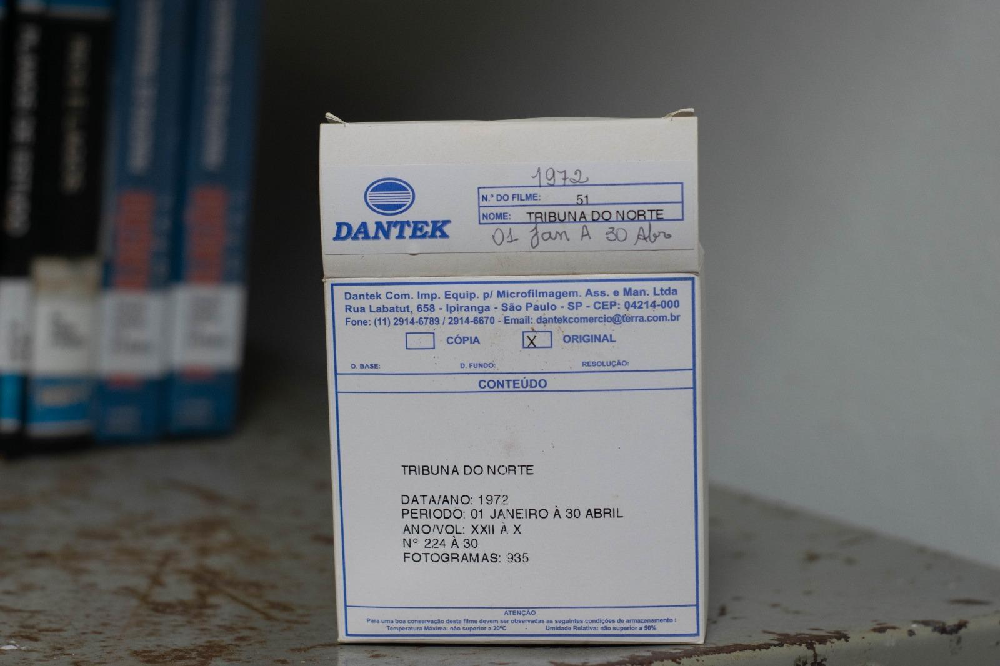 1972
N.º DO FILME: 51
NOME: TRIBUNA DO NORTE
DANTEK
01 Jan A 30 Abr
Dantek Com. Imp. Equip. p/ Microfilmagem. Ass. e Man. Ltda
Rua Labatut, 658 - Ipiranga - São Paulo - SP - CEP: 04214-000
Fone: (11) 2914-6789 / 2914-6670 - Email: dantekcomercio@terra.com.br
CÓPIA X ORIGINAL
D. BASE: D. FUNDO: RESOLUÇÃO:
CONTEÚDO
TRIBUNA DO NORTE
DATA/ANO: 1972
PERIODO: 01 JANEIRO À 30 ABRIL
ANO/VOL: XXII À X
N° 224 À 30
FOTOGRAMAS: 935
ATENÇÃO
Para uma boa conservação deste filme devem ser observadas as seguintes condições de armazenamento :
Temperatura Máxima: não superior a 20ºC - Umidade Relativa: não superior a 50%